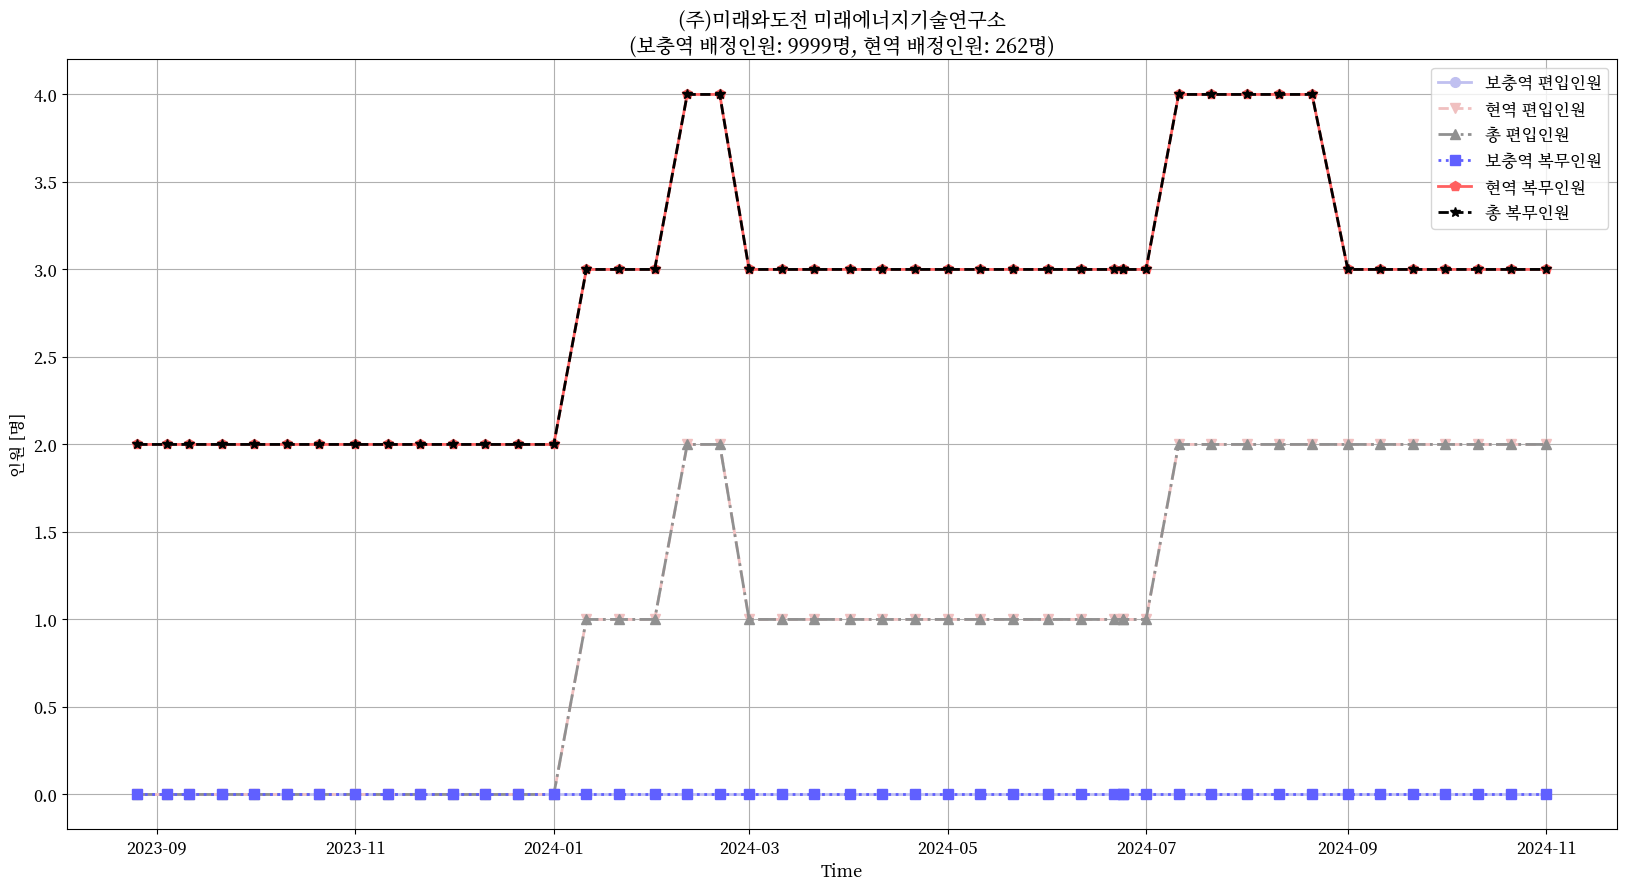 (주)미래와도전 미래에너지기술연구소
(보충역 배정인원: 9999명, 현역 배정인원: 262명)
보충역 편입인원
현역 편입인원
총 편입인원
보충역 복무인원
현역 복무인원
총 복무인원
인원 [명]
4.0
3.5
3.0
2.5
2.0
1.5
1.0
0.5
0.0
2023-09
2023-11
2024-01
2024-03
2024-05
2024-07
2024-09
2024-11
Time